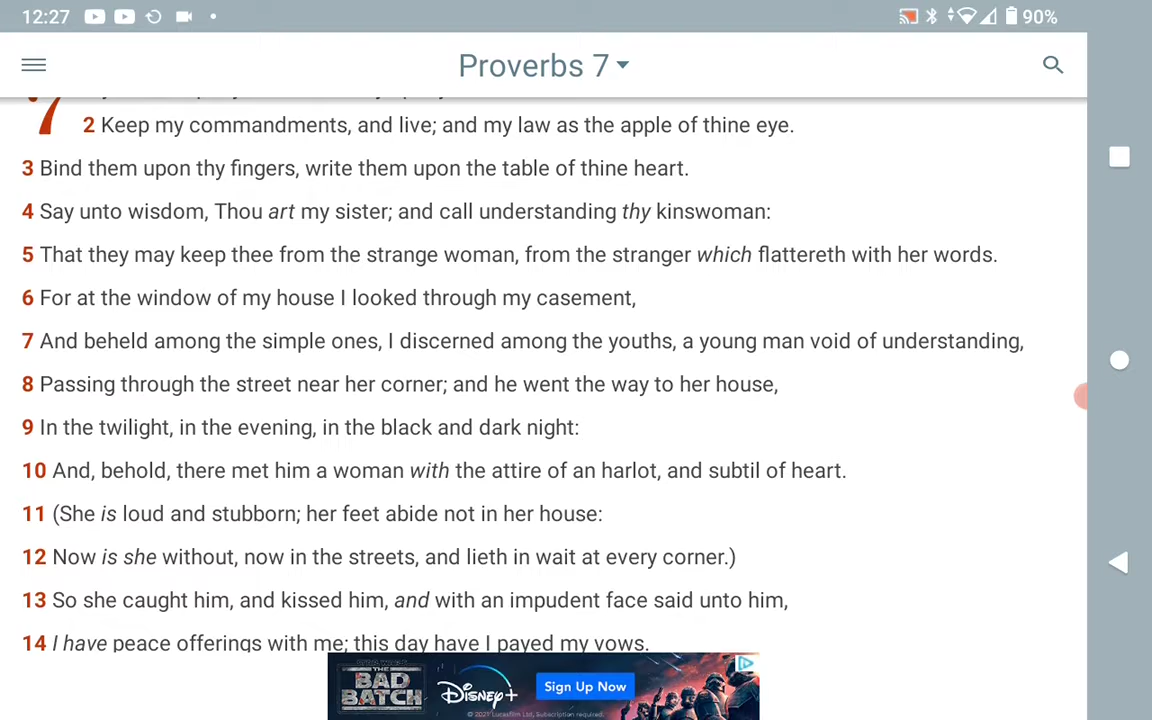 12:27
90%
Proverbs 7
7
2 Keep my commandments, and live; and my law as the apple of thine eye.
3 Bind them upon thy fingers, write them upon the table of thine heart.
4 Say unto wisdom, Thou art my sister; and call understanding thy kinswoman:
5 That they may keep thee from the strange woman, from the stranger which flattereth with her words.
6 For at the window of my house I looked through my casement,
7 And beheld among the simple ones, I discerned among the youths, a young man void of understanding,
8 Passing through the street near her corner; and he went the way to her house,
9 In the twilight, in the evening, in the black and dark night:
10 And, behold, there met him a woman with the attire of an harlot, and subtil of heart.
11 (She is loud and stubborn; her feet abide not in her house:
12 Now is she without, now in the streets, and lieth in wait at every corner.)
13 So she caught him, and kissed him, and with an impudent face said unto him,
14 I have peace offerings with me; this day have I payed my vows.
STAR WARS
THE
BAD
BATCH
Disney+
Sign Up Now
© 2021 Lucasfilm Ltd. Subscription required.